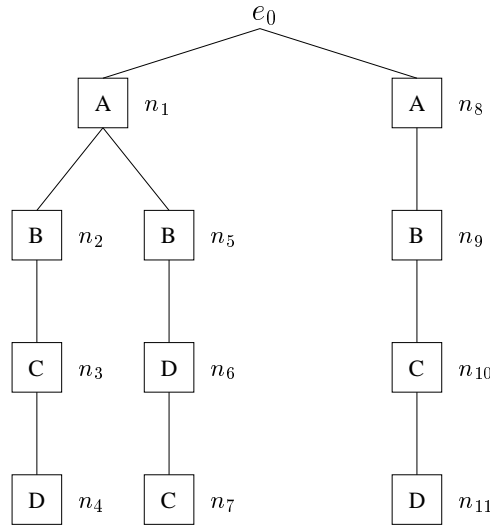 e₀
A n₁ A n₈
B n₂ B n₅ B n₉
C n₃ D n₆ C n₁₀
D n₄ C n₇ D n₁₁